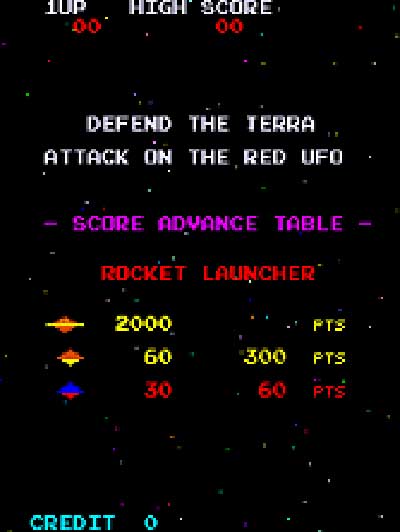 1UP HIGH SCORE
00 00
DEFEND THE TERRA
ATTACK ON THE RED UFO
- SCORE ADVANCE TABLE -
ROCKET LAUNCHER
2000 PTS
60 300 PTS
30 60 PTS
CREDIT 0